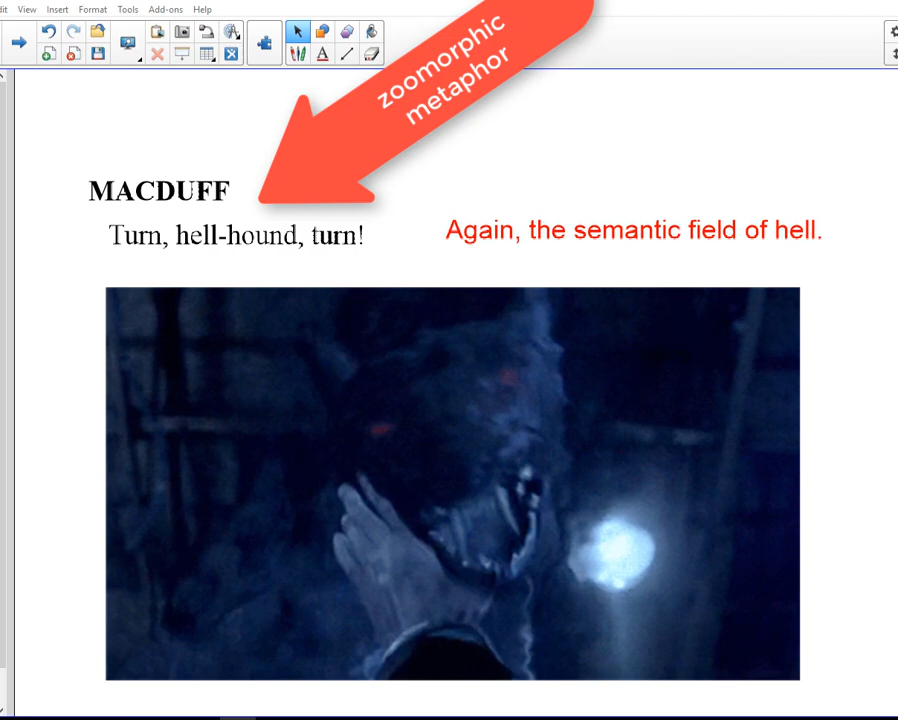 dit View Insert Format Tools Add-ons Help
zoomorphic
metaphor
MACDUFF
Turn, hell-hound, turn!
Again, the semantic field of hell.